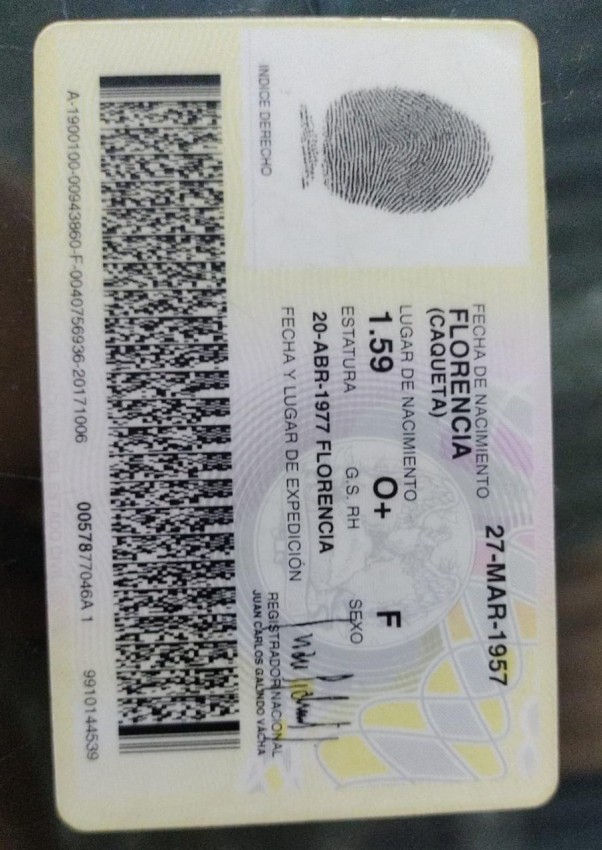 FECHA DE NACIMIENTO 27-MAR-1957
FLORENCIA
(CAQUETA)
LUGAR DE NACIMIENTO
1.59 O+ F
ESTATURA G.S. RH SEXO
20-ABR-1977 FLORENCIA
FECHA Y LUGAR DE EXPEDICIÓN
INDICE DERECHO
REGISTRADOR NACIONAL
JUAN CARLOS GALINDO VÁCHA
A-1900100-00943860-F-0040756936-20171006 0057877046A 1 9910144539